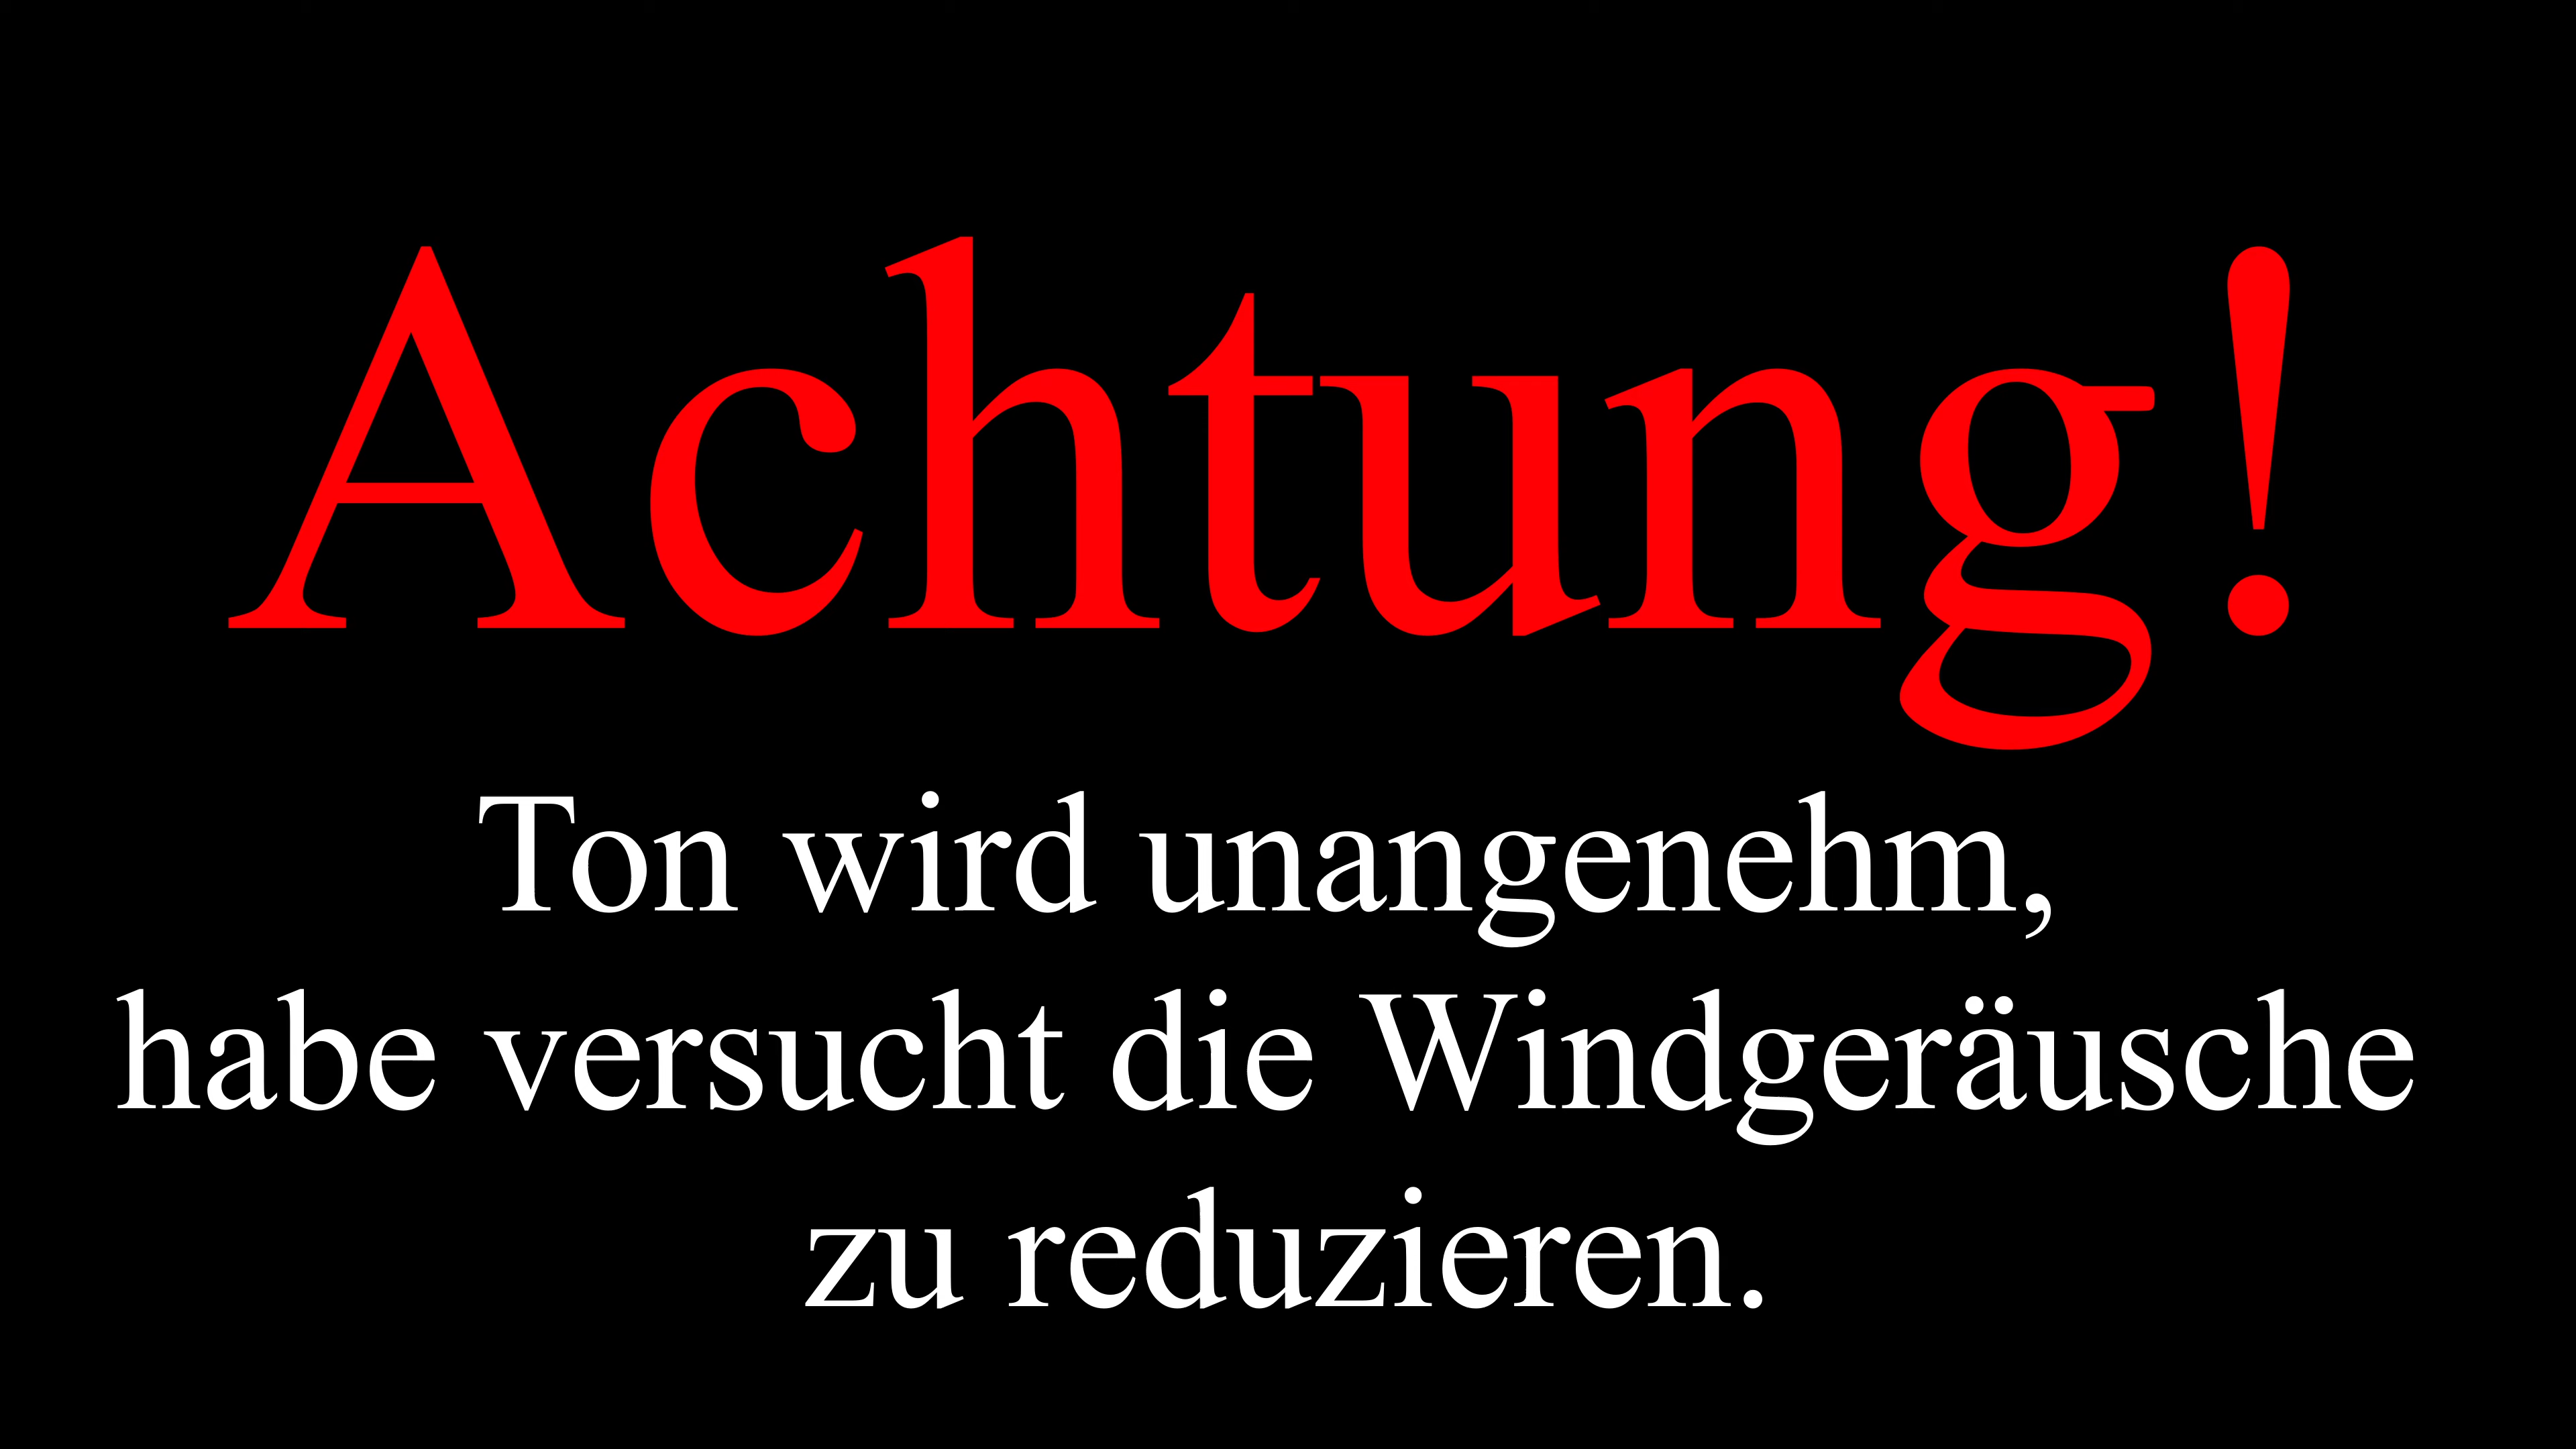 Achtung!
Ton wird unangenehm,
habe versucht die Windgeräusche
zu reduzieren.